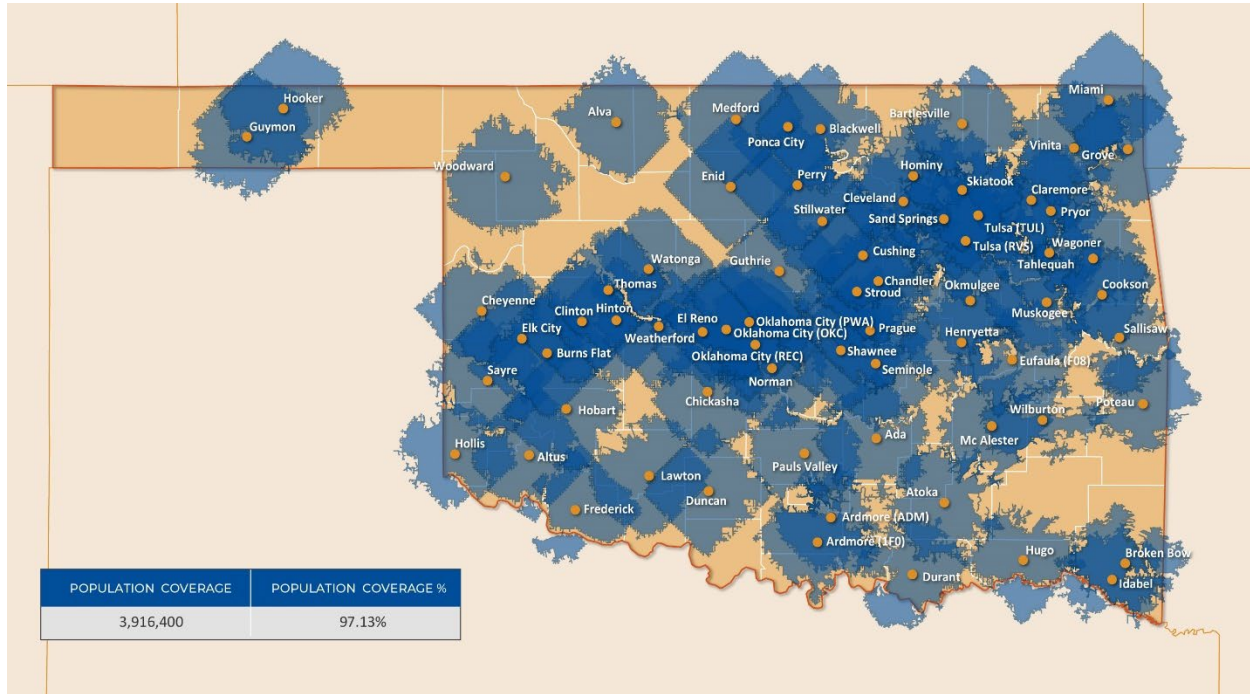 Hooker
Guymon
Alva
Woodward
Medford
Ponca City
Blackwell
Bartlesville
Miami
Vinita
Grove
Enid
Perry
Hominy
Skiatook
Claremore
Cleveland
Pryor
Stillwater
Sand Springs
Tulsa (TUL)
Tulsa (RVS)
Wagoner
Tahlequah
Watonga
Guthrie
Cushing
Chandler
Stroud
Okmulgee
Muskogee
Cookson
Cheyenne
Thomas
Clinton
Hinton
El Reno
Oklahoma City (PWA)
Oklahoma City (OKC)
Prague
Henryetta
Sallisaw
Elk City
Weatherford
Burns Flat
Oklahoma City (REC)
Shawnee
Seminole
Eufaula (F08)
Sayre
Norman
Chickasha
Hobart
Wilburton
Poteau
Hollis
Altus
Ada
Mc Alester
Pauls Valley
Lawton
Duncan
Atoka
Frederick
Ardmore (ADM)
Ardmore (1F0)
Hugo
Broken Bow
Durant
Idabel
POPULATION COVERAGE
POPULATION COVERAGE %
3,916,400
97.13%